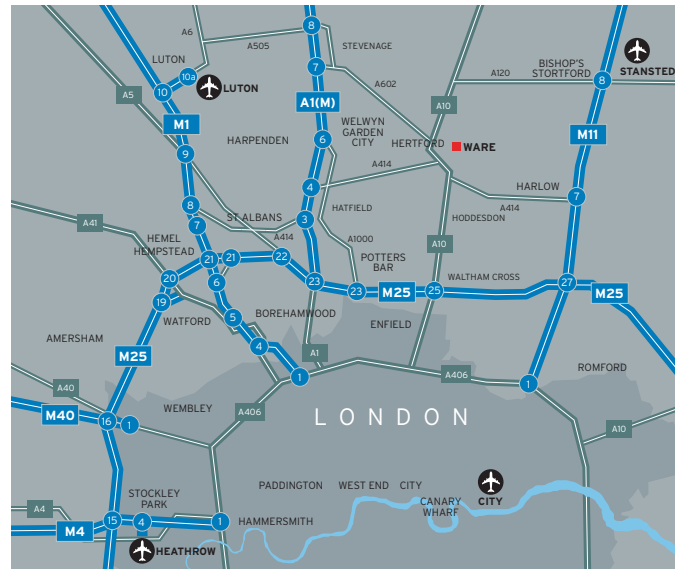 8
A6
A505
STEVENAGE
LUTON
BISHOP'S
STORTFORD
STANSTED
10a
7
8
A602
A120
10
LUTON
A5
A1(M)
A10
M1
WELWYN
GARDEN
CITY
M11
HARPENDEN
6
HERTFORD
WARE
9
A414
4
HARLOW
7
8
ST ALBANS
3
HATFIELD
A414
HODDESDON
A41
7
A414
A1000
A10
HEMEL
HEMPSTEAD
21
21
22
POTTERS
BAR
20
6
23
23
M25
25
WALTHAM CROSS
27
M25
19
WATFORD
5
BOREHAMWOOD
ENFIELD
AMERSHAM
4
M25
A1
ROMFORD
1
A406
1
A40
M40
16
1
WEMBLEY
A406
LONDON
A10
STOCKLEY
PARK
PADDINGTON
WEST END
CITY
CITY
CANARY
WHARF
A4
M4
15
4
1
HAMMERSMITH
HEATHROW